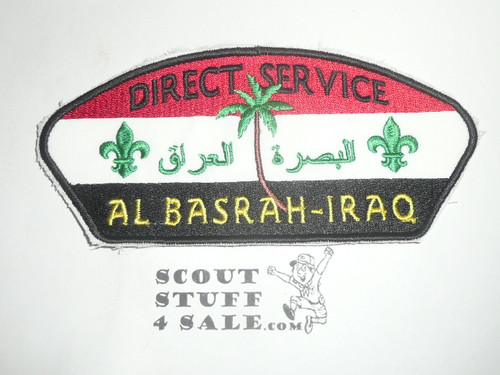 DIRECT SERVICE
البصرة العراق
AL BASRAH-IRAQ
SCOUT
STUFF
4 SALE.COM